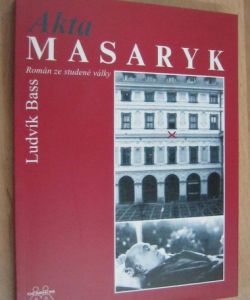 Akta
MASARYK
Román ze studené války
Ludvík Bass